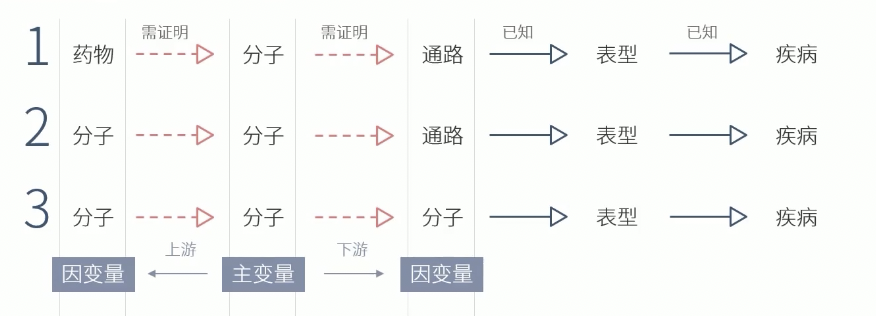 需证明 需证明 已知 已知
1 药物 分子 通路 表型 疾病
2 分子 分子 通路 表型 疾病
3 分子 分子 分子 表型 疾病
上游 下游
因变量 主变量 因变量